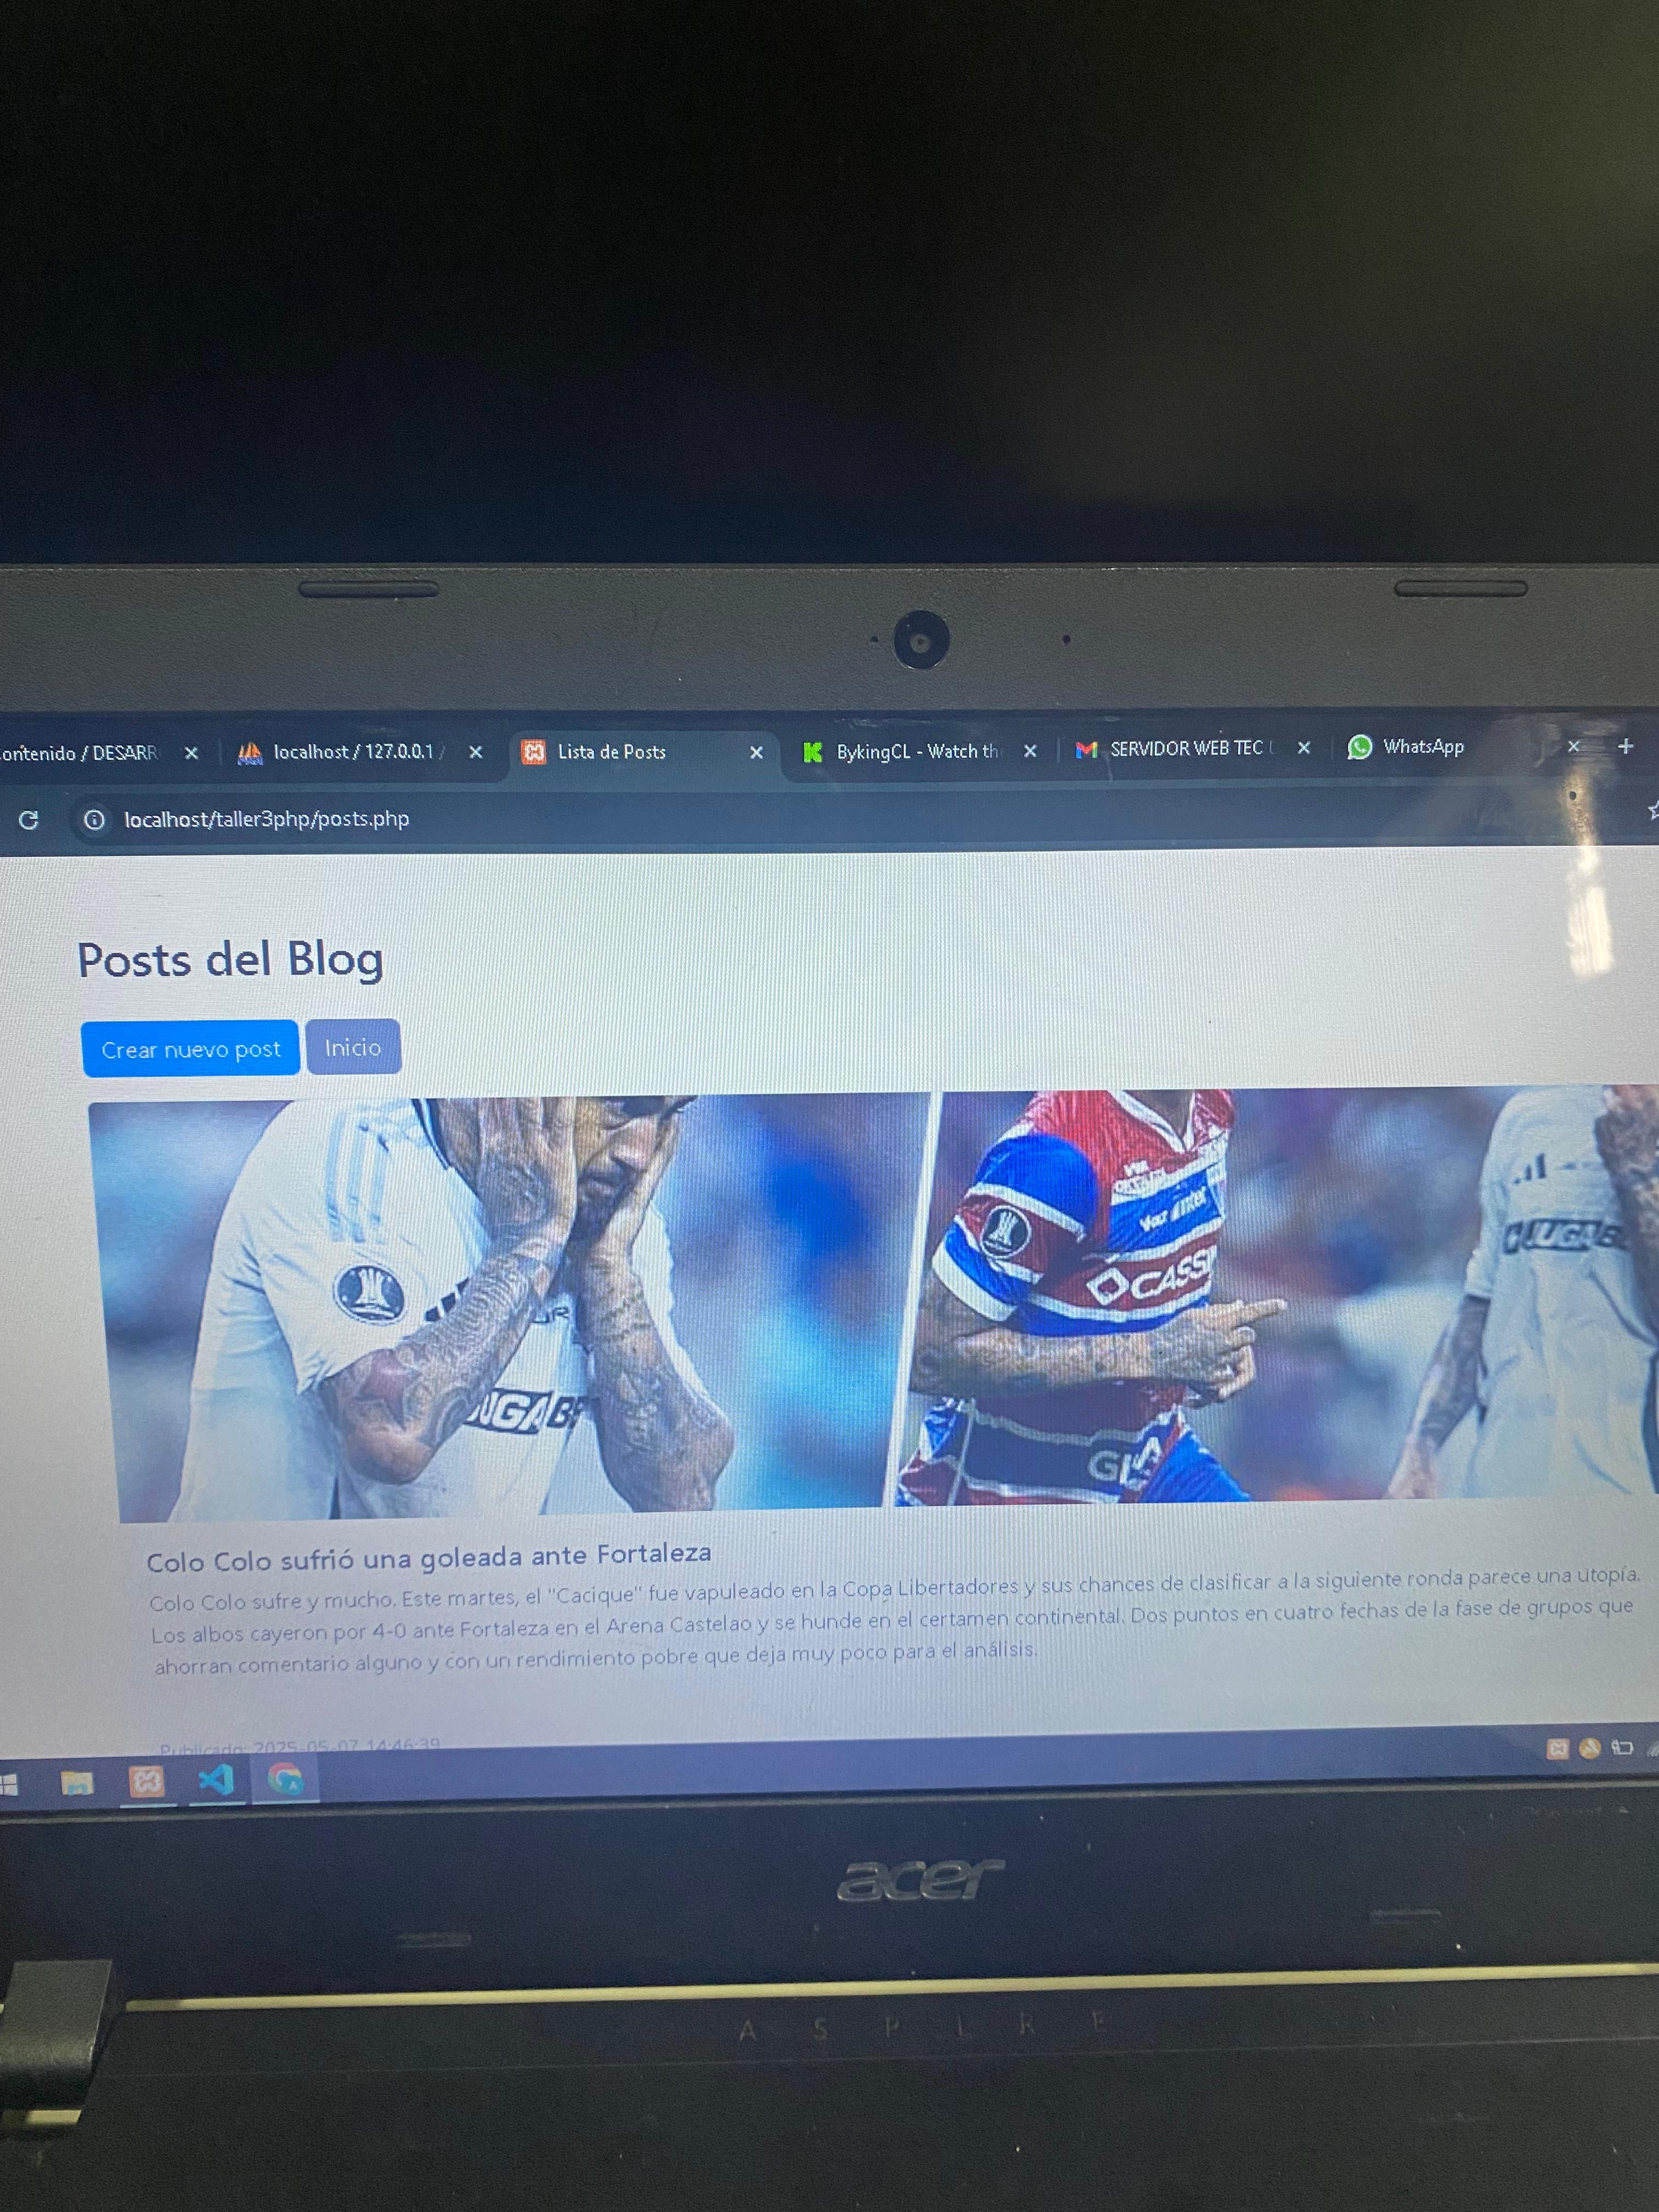 ontenido / DESARR
localhost / 127.0.0.1 /
Lista de Posts
BykingCL - Watch th
SERVIDOR WEB TEC
WhatsApp
localhost/taller3php/posts.php
Posts del Blog
Crear nuevo post
Inicio
CASSI
JUGAB
UGABE
GIGA
Colo Colo sufrió una goleada ante Fortaleza
Colo Colo sufre y mucho. Este martes, el "Cacique" fue vapuleado en la Copa Libertadores y sus chances de clasificar a la siguiente ronda parece una utopía.
Los albos cayeron por 4-0 ante Fortaleza en el Arena Castelao y se hunde en el certamen continental. Dos puntos en cuatro fechas de la fase de grupos que
ahorran comentario alguno y con un rendimiento pobre que deja muy poco para el análisis.
Publicado: 2025-05-07 14:46:39
acer
ASPIRE